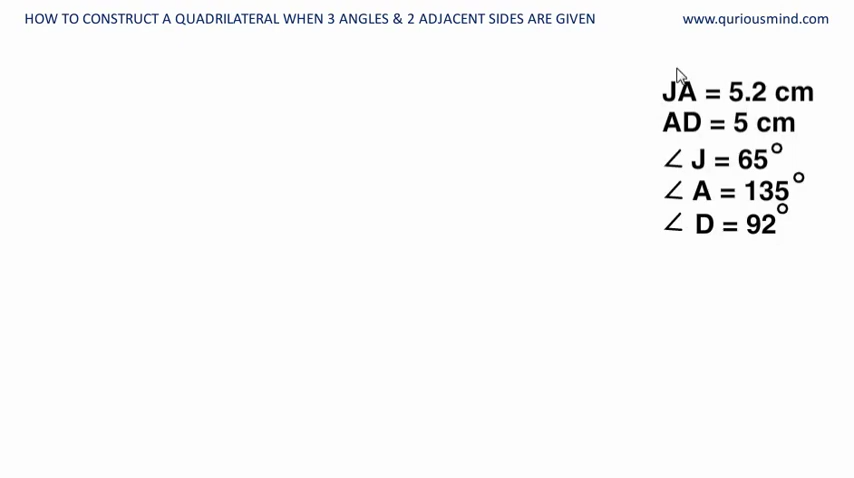 HOW TO CONSTRUCT A QUADRILATERAL WHEN 3 ANGLES & 2 ADJACENT SIDES ARE GIVEN
www.quriousmind.com
JA = 5.2 cm
AD = 5 cm
∠ J = 65°
∠ A = 135°
∠ D = 92°